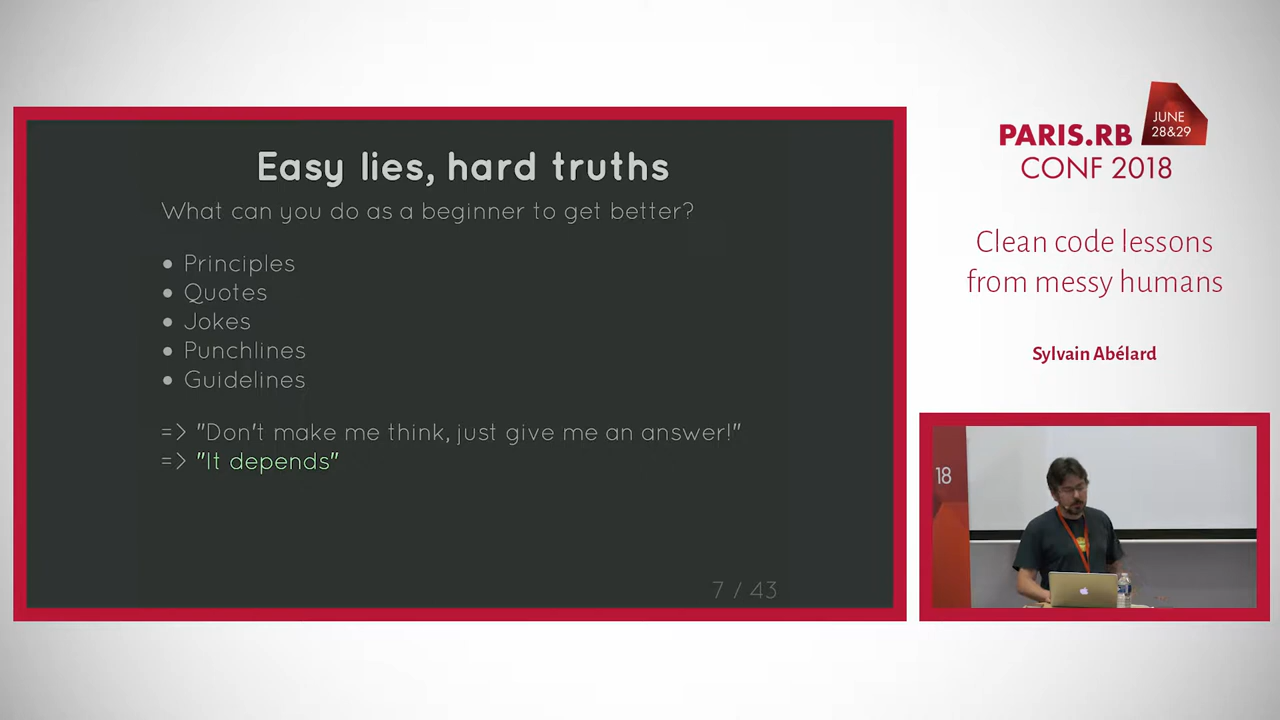 Easy lies, hard truths
What can you do as a beginner to get better?
● Principles
● Quotes
● Jokes
● Punchlines
● Guidelines
=> "Don't make me think, just give me an answer!"
=> "It depends"
7 / 43
PARIS.RB
JUNE
28&29
CONF 2018
Clean code lessons
from messy humans
Sylvain Abélard
18